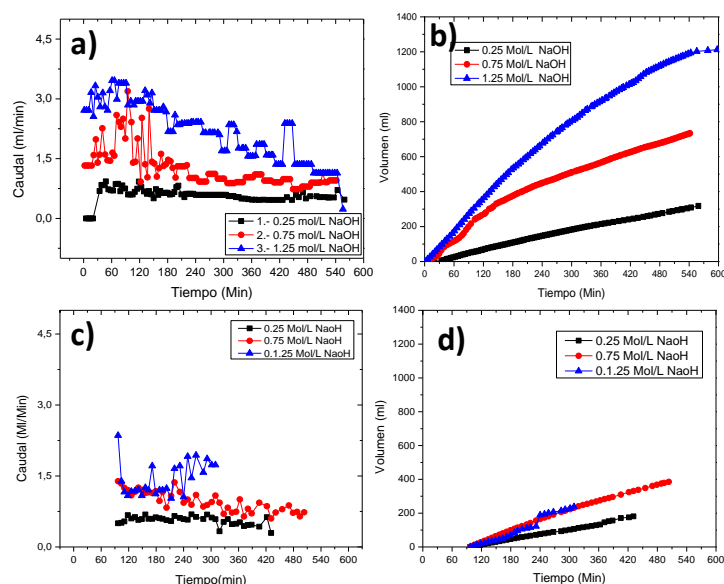 a)
Caudal (ml/min)
4,5
3,0
1,5
0,0
1.- 0.25 mol/L NaOH
2.- 0.75 mol/L NaOH
3.- 1.25 mol/L NaOH
0 60 120 180 240 300 360 420 480 540 600
Tiempo (Min)
b)
Volumen (ml)
1400
1200
1000
800
600
400
200
0
0.25 Mol/L NaOH
0.75 Mol/L NaOH
1.25 Mol/L NaOH
0 60 120 180 240 300 360 420 480 540 600
Tiempo (Min)
c)
Caudal (Ml//Min)
4,5
3,0
1,5
0,0
0.25 Mol/L NaoH
0.75 Mol/L NaoH
0.1.25 Mol/L NaoH
0 60 120 180 240 300 360 420 480 540 600
Tiempo(min)
d)
Volumen (ml)
1400
1200
1000
800
600
400
200
0
0.25 Mol/L NaoH
0.75 Mol/L NaoH
0.1.25 Mol/L NaoH
0 60 120 180 240 300 360 420 480 540 600
Tiempo (Min)